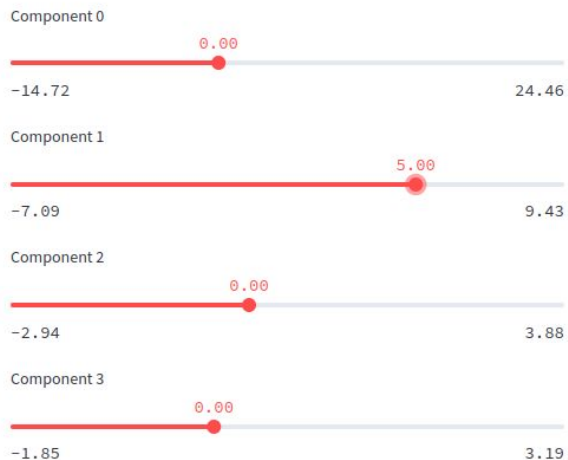 Component 0
0.00
-14.72 24.46
Component 1
5.00
-7.09 9.43
Component 2
0.00
-2.94 3.88
Component 3
0.00
-1.85 3.19